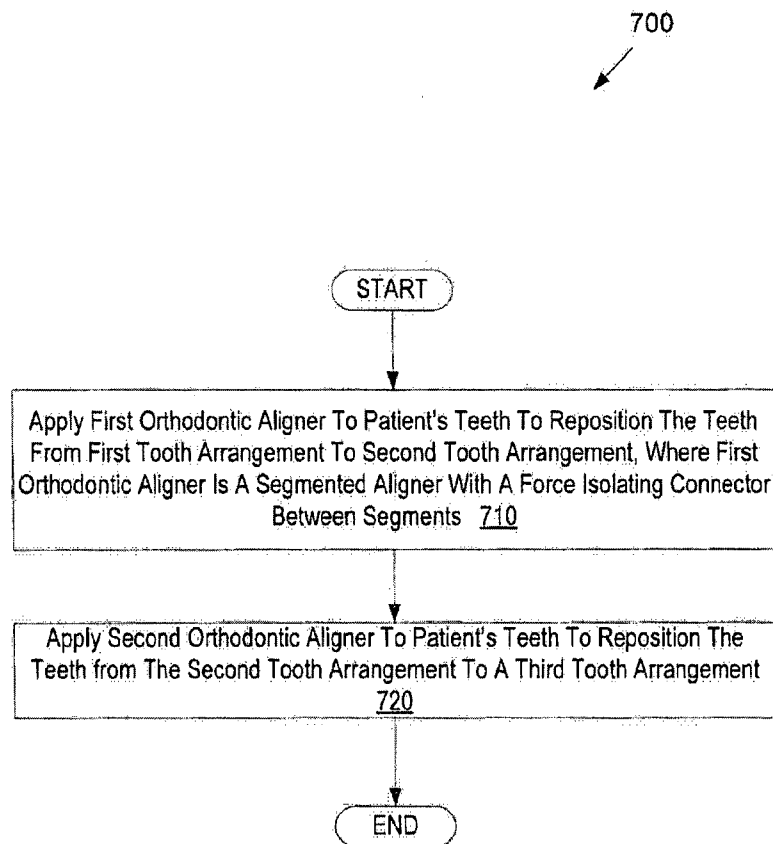 700
START
Apply First Orthodontic Aligner To Patient's Teeth To Reposition The Teeth
From First Tooth Arrangement To Second Tooth Arrangement, Where First
Orthodontic Aligner Is A Segmented Aligner With A Force Isolating Connector
Between Segments 710
Apply Second Orthodontic Aligner To Patient's Teeth To Reposition The
Teeth from The Second Tooth Arrangement To A Third Tooth Arrangement
720
END